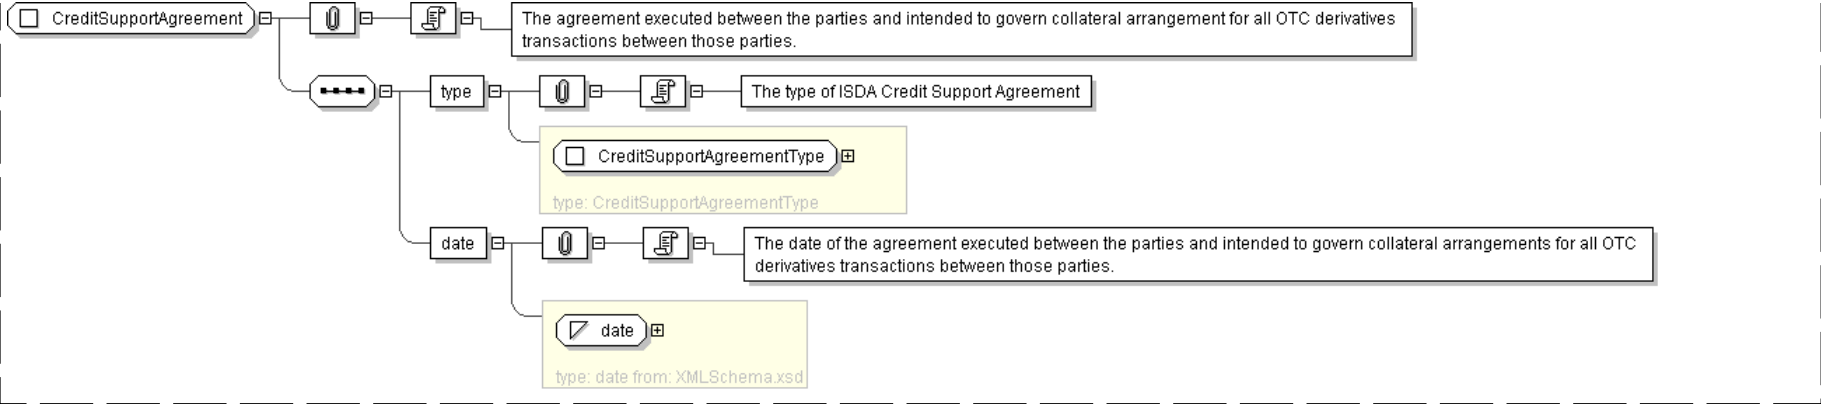 CreditSupportAgreement
The agreement executed between the parties and intended to govern collateral arrangement for all OTC derivatives
transactions between those parties.
type
The type of ISDA Credit Support Agreement
CreditSupportAgreementType
type: CreditSupportAgreementType
date
The date of the agreement executed between the parties and intended to govern collateral arrangements for all OTC
derivatives transactions between those parties.
date
type: date from: XMLSchema.xsd